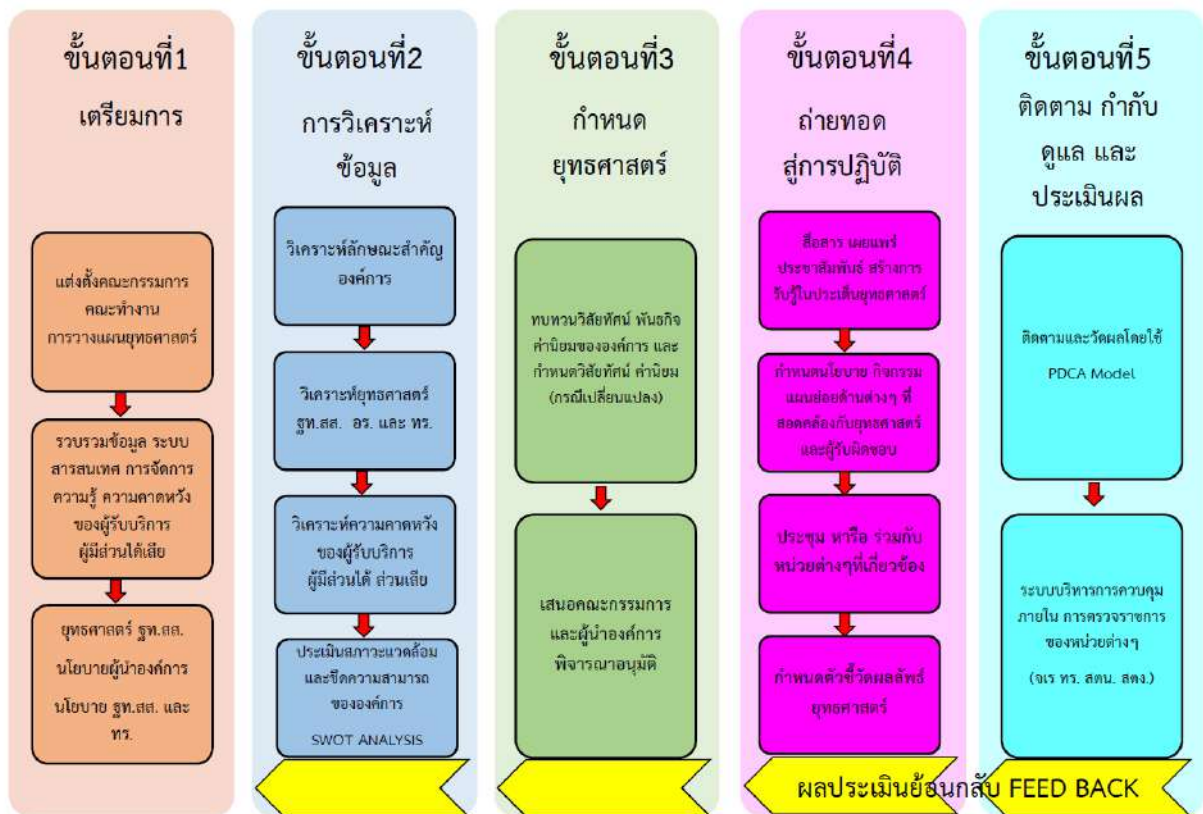 ขั้นตอนที่1
เตรียมการ
แต่งตั้งคณะกรรมการ
คณะทำงาน
การวางแผนยุทธศาสตร์
รวบรวมข้อมูล ระบบ
สารสนเทศ การจัดการ
ความรู้ ความคาดหวัง
ของผู้รับบริการ
ผู้มีส่วนได้เสีย
ยุทธศาสตร์ ฐท.สส.
นโยบายผู้นำองค์การ
นโยบาย ฐท.สส. และ
ทร.
ขั้นตอนที่2
การวิเคราะห์
ข้อมูล
วิเคราะห์ลักษณะสำคัญ
องค์การ
วิเคราะห์ยุทธศาสตร์
ฐท.สส. อร. และ ทร.
วิเคราะห์ความคาดหวัง
ของผู้รับบริการ
ผู้มีส่วนได้ ส่วนเสีย
ประเมินสภาวะแวดล้อม
และขีดความสามารถ
ขององค์การ
SWOT ANALYSIS
ขั้นตอนที่3
กำหนด
ยุทธศาสตร์
ทบทวนวิสัยทัศน์ พันธกิจ
ค่านิยมขององค์การ และ
กำหนดวิสัยทัศน์ ค่านิยม
(กรณีเปลี่ยนแปลง)
เสนอคณะกรรมการ
และผู้นำองค์การ
พิจารณาอนุมัติ
ขั้นตอนที่4
ถ่ายทอด
สู่การปฏิบัติ
สื่อสาร เผยแพร่
ประชาสัมพันธ์ สร้างการ
รับรู้ในประเด็นยุทธศาสตร์
กำหนดนโยบาย กิจกรรม
แผนย่อยด้านต่างๆ ที่
สอดคล้องกับยุทธศาสตร์
และผู้รับผิดชอบ
ประชุม หารือ ร่วมกับ
หน่วยต่างๆที่เกี่ยวข้อง
กำหนดตัวชี้วัดผลลัพธ์
ยุทธศาสตร์
ขั้นตอนที่5
ติดตาม กำกับ
ดูแล และ
ประเมินผล
ติดตามและวัดผลโดยใช้
PDCA Model
ระบบบริหารการควบคุม
ภายใน การตรวจราชการ
ของหน่วยต่างๆ
(จเร ทร. สตน. สตง.)
ผลประเมินย้อนกลับ FEED BACK